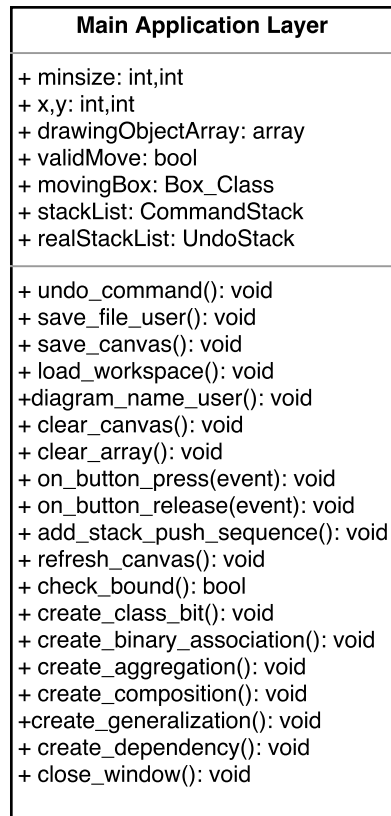 Main Application Layer
+ minsize: int,int
+ x,y: int,int
+ drawingObjectArray: array
+ validMove: bool
+ movingBox: Box_Class
+ stackList: CommandStack
+ realStackList: UndoStack
+ undo_command(): void
+ save_file_user(): void
+ save_canvas(): void
+ load_workspace(): void
+diagram_name_user(): void
+ clear_canvas(): void
+ clear_array(): void
+ on_button_press(event): void
+ on_button_release(event): void
+ add_stack_push_sequence(): void
+ refresh_canvas(): void
+ check_bound(): bool
+ create_class_bit(): void
+ create_binary_association(): void
+ create_aggregation(): void
+ create_composition(): void
+create_generalization(): void
+ create_dependency(): void
+ close_window(): void